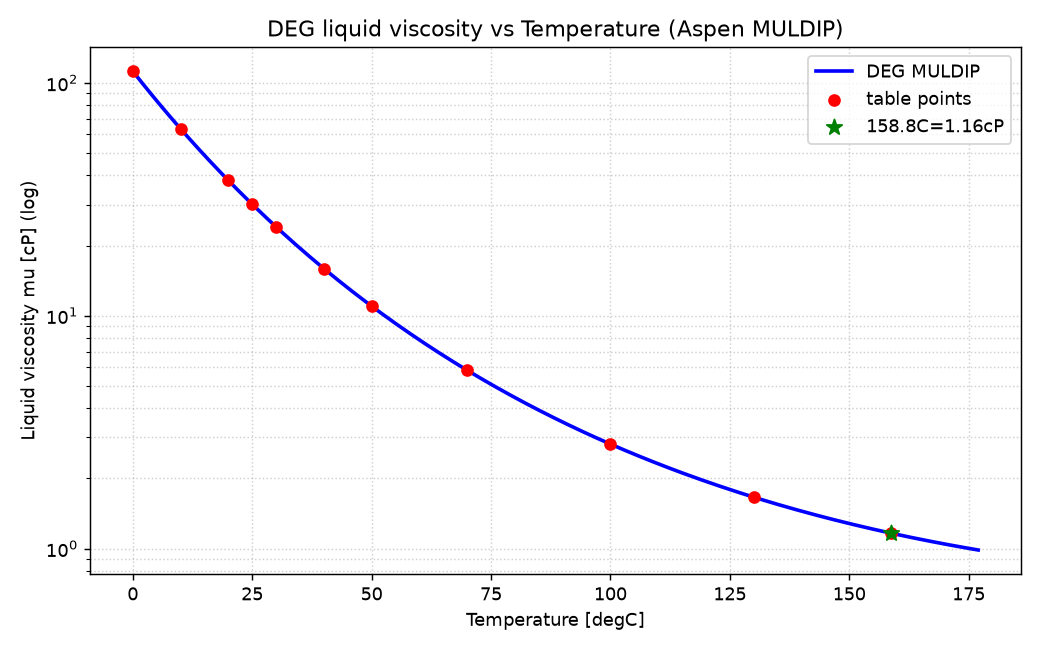 DEG liquid viscosity vs Temperature (Aspen MULDIP)
DEG MULDIP
table points
158.8C=1.16cP
Liquid viscosity mu [cP] (log)
10²
10¹
10⁰
0 25 50 75 100 125 150 175
Temperature [degC]